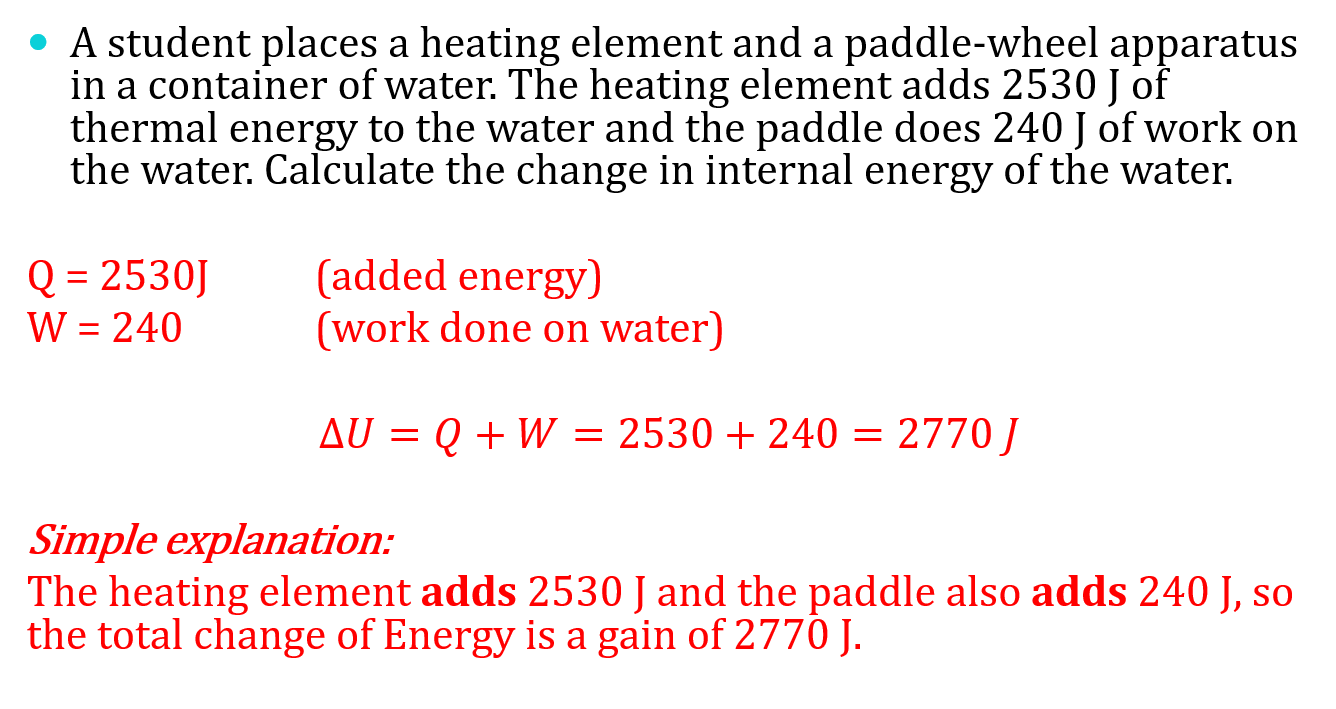 • A student places a heating element and a paddle-wheel apparatus
in a container of water. The heating element adds 2530 J of
thermal energy to the water and the paddle does 240 J of work on
the water. Calculate the change in internal energy of the water.
Q = 2530J (added energy)
W = 240 (work done on water)
ΔU = Q + W = 2530 + 240 = 2770 J
Simple explanation:
The heating element adds 2530 J and the paddle also adds 240 J, so
the total change of Energy is a gain of 2770 J.